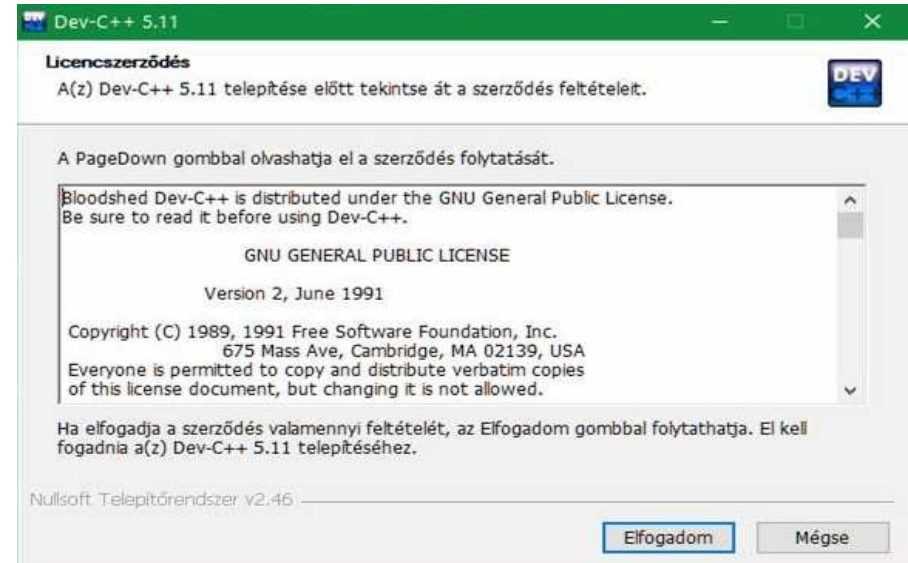 Dev-C++ 5.11
Licencszerződés
A(z) Dev-C++ 5.11 telepítése előtt tekintse át a szerződés feltételeit.
DEV
C++
A PageDown gombbal olvashatja el a szerződés folytatását.
Bloodshed Dev-C++ is distributed under the GNU General Public License.
Be sure to read it before using Dev-C++.
GNU GENERAL PUBLIC LICENSE
Version 2, June 1991
Copyright (C) 1989, 1991 Free Software Foundation, Inc.
675 Mass Ave, Cambridge, MA 02139, USA
Everyone is permitted to copy and distribute verbatim copies
of this license document, but changing it is not allowed.
Ha elfogadja a szerződés valamennyi feltételét, az Elfogadom gombbal folytathatja. El kell
fogadnia a(z) Dev-C++ 5.11 telepítéséhez.
Nullsoft Telepítőrendszer v2.46
Elfogadom
Mégse